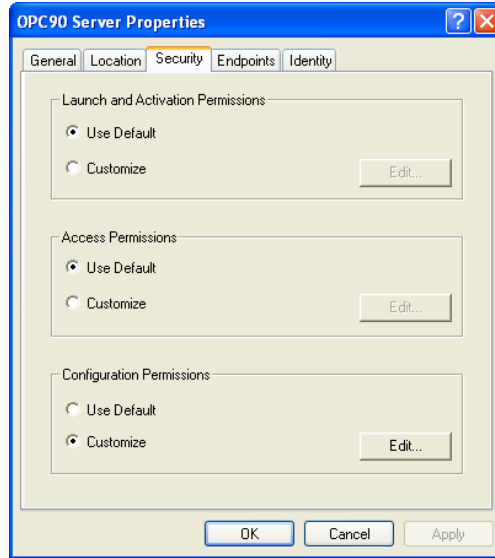 OPC90 Server Properties
General Location Security Endpoints Identity
Launch and Activation Permissions
Use Default
Customize
Edit...
Access Permissions
Use Default
Customize
Edit...
Configuration Permissions
Use Default
Customize
Edit...
OK Cancel Apply